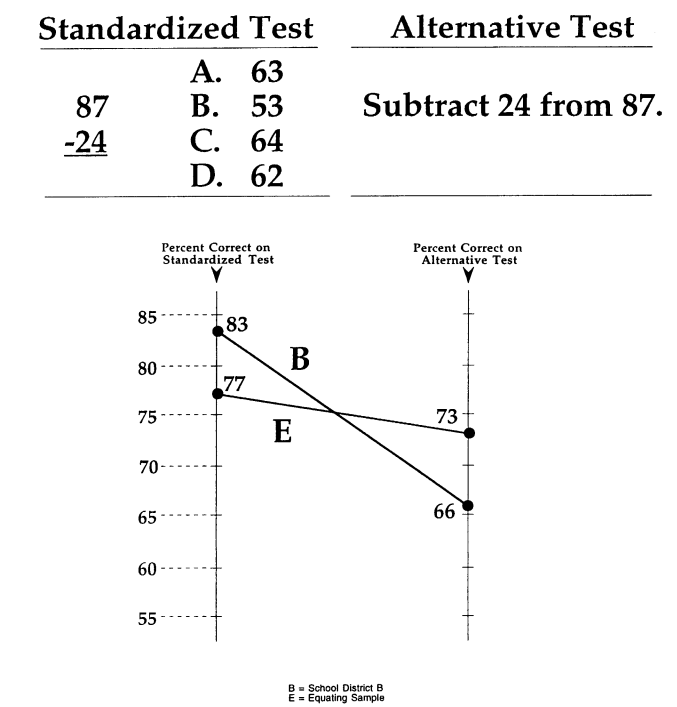 Standardized Test
Alternative Test
A. 63
87 B. 53
-24 C. 64
D. 62
Subtract 24 from 87.
Percent Correct on
Standardized Test
Percent Correct on
Alternative Test
85
83
80
B
77
75
73
E
70
65
66
60
55
B = School District B
E = Equating Sample